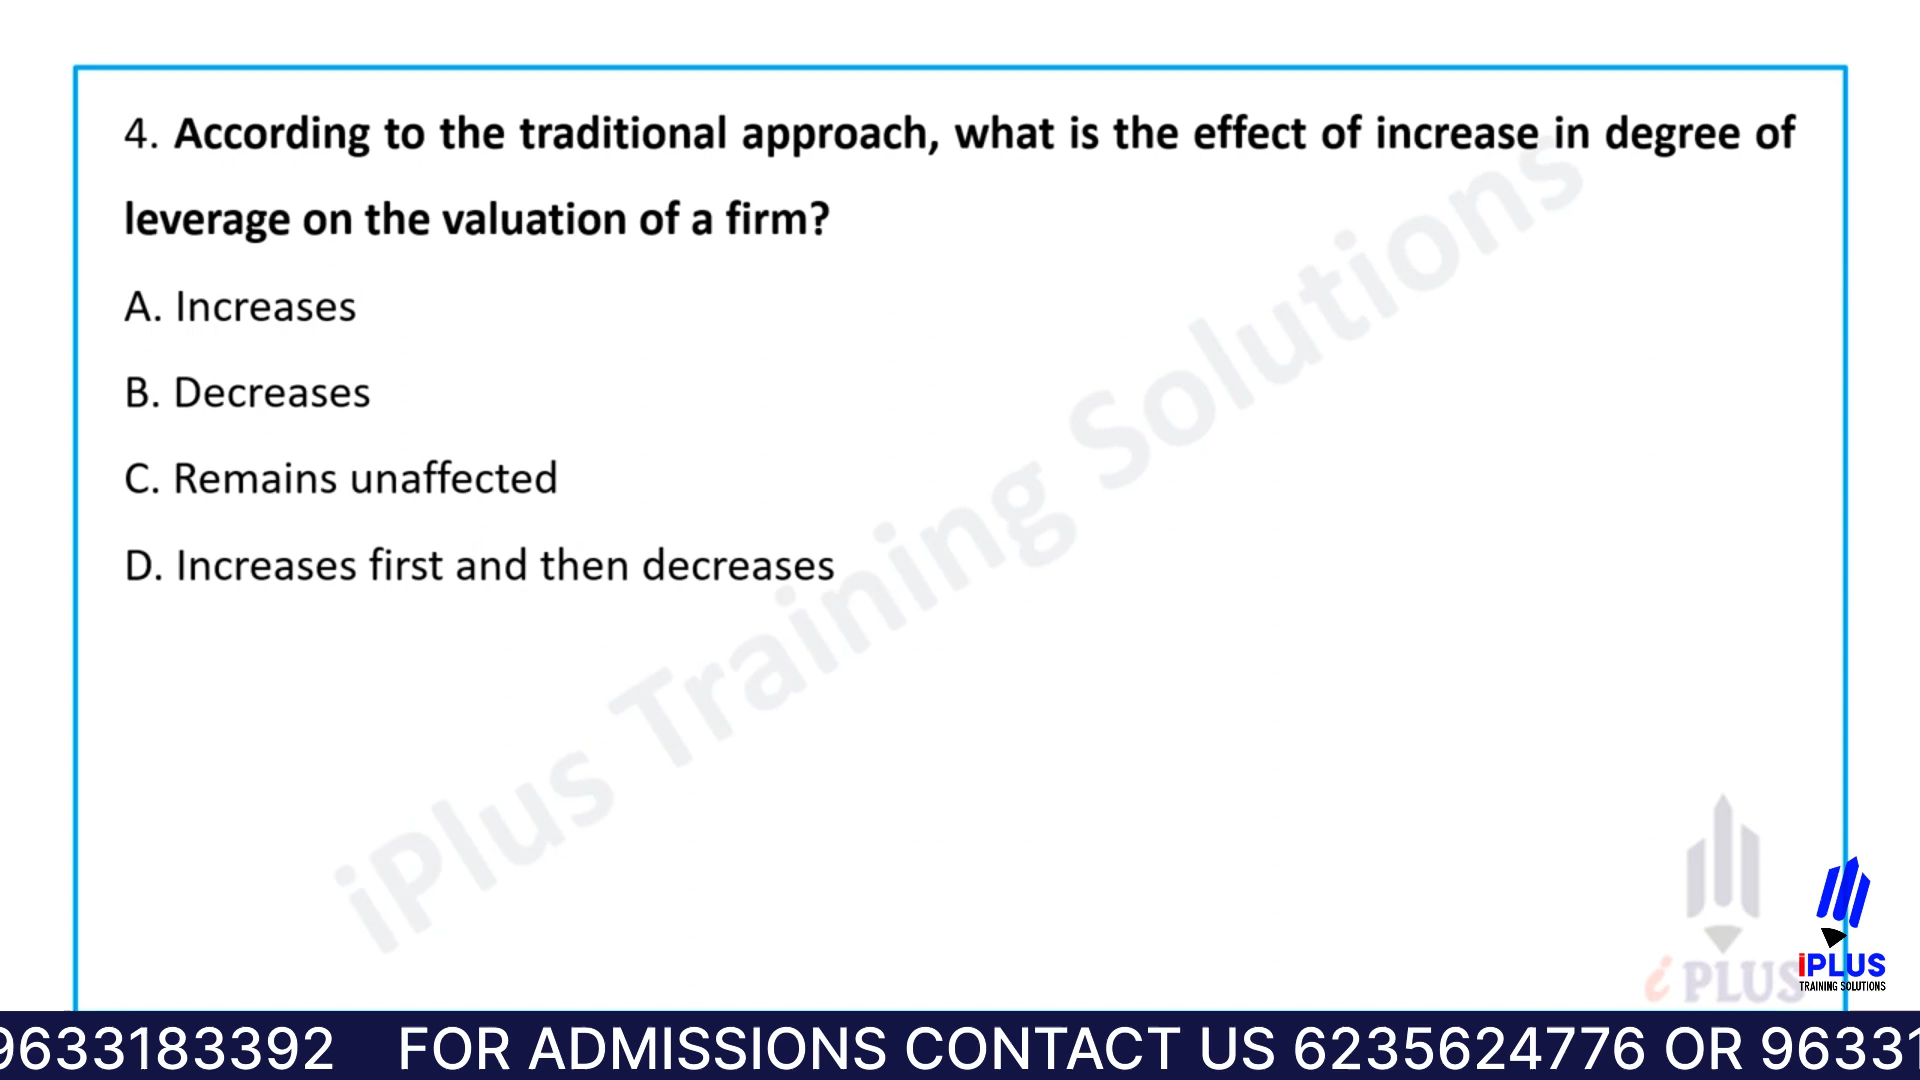 4. According to the traditional approach, what is the effect of increase in degree of
leverage on the valuation of a firm?
A. Increases
B. Decreases
C. Remains unaffected
D. Increases first and then decreases
iPlus Training Solutions
i PLUS
iPLUS
TRAINING SOLUTIONS
9633183392 FOR ADMISSIONS CONTACT US 6235624776 OR 96331